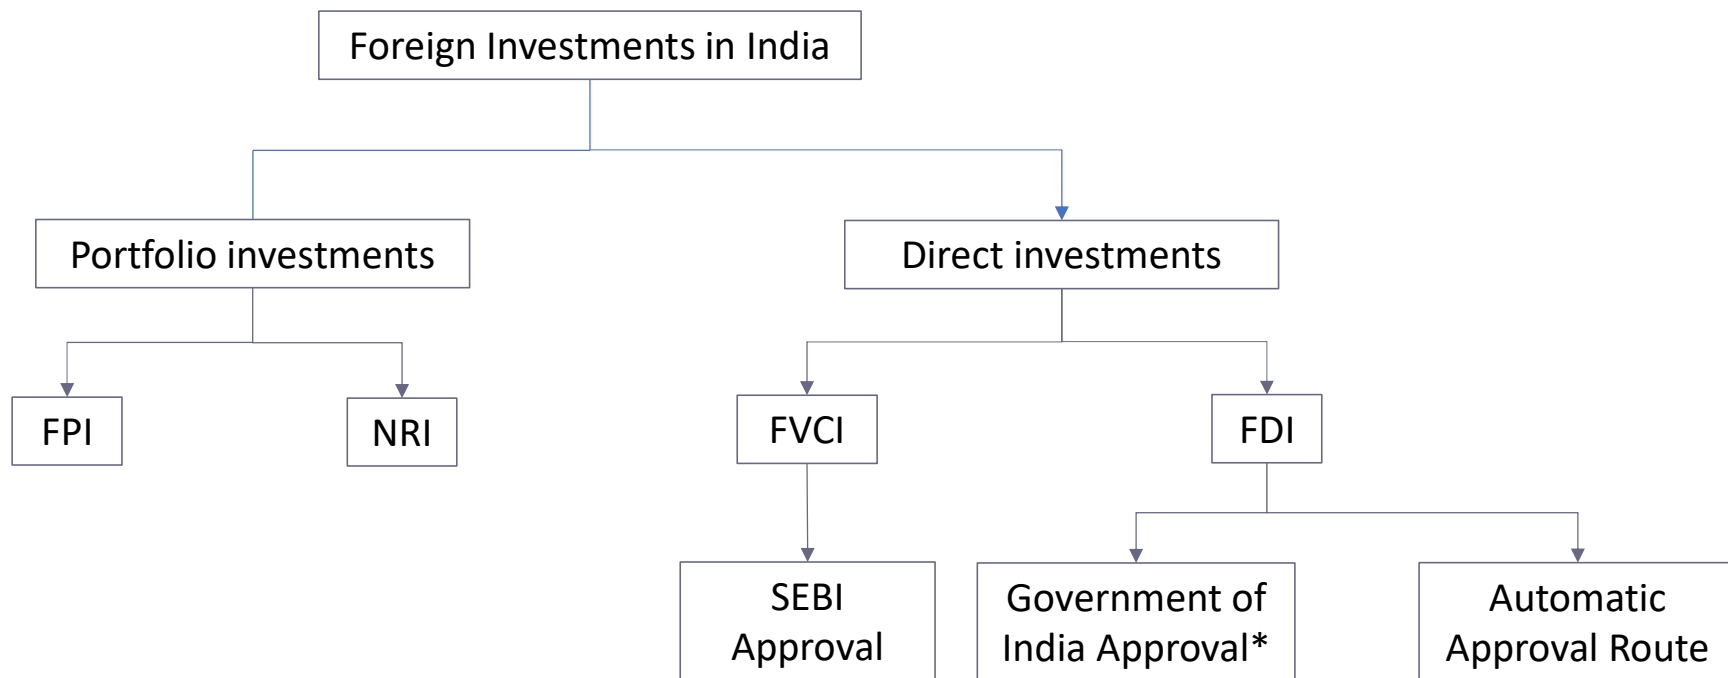 Foreign Investments in India
Portfolio investments
Direct investments
FPI
NRI
FVCI
FDI
SEBI
Approval
Government of
India Approval*
Automatic
Approval Route